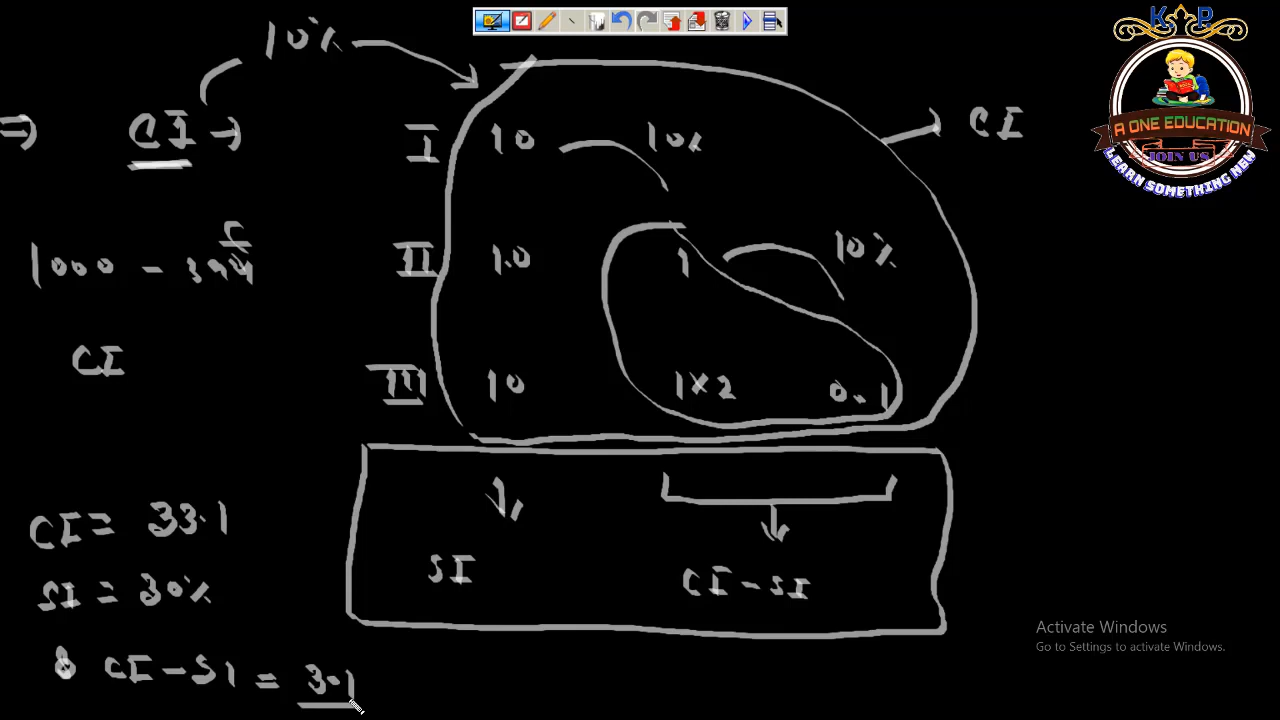 10%
⇒ CI →
I 10 10% → CI
II 10 1 10%
III 10 1×2 0.1
1000 -
CI
SI CI - SI
CI = 33.1
SI = 30%
& CI - SI = 3.1
K P
A ONE EDUCATION
JOIN US
LEARN SOMETHING NEW
Activate Windows
Go to Settings to activate Windows.